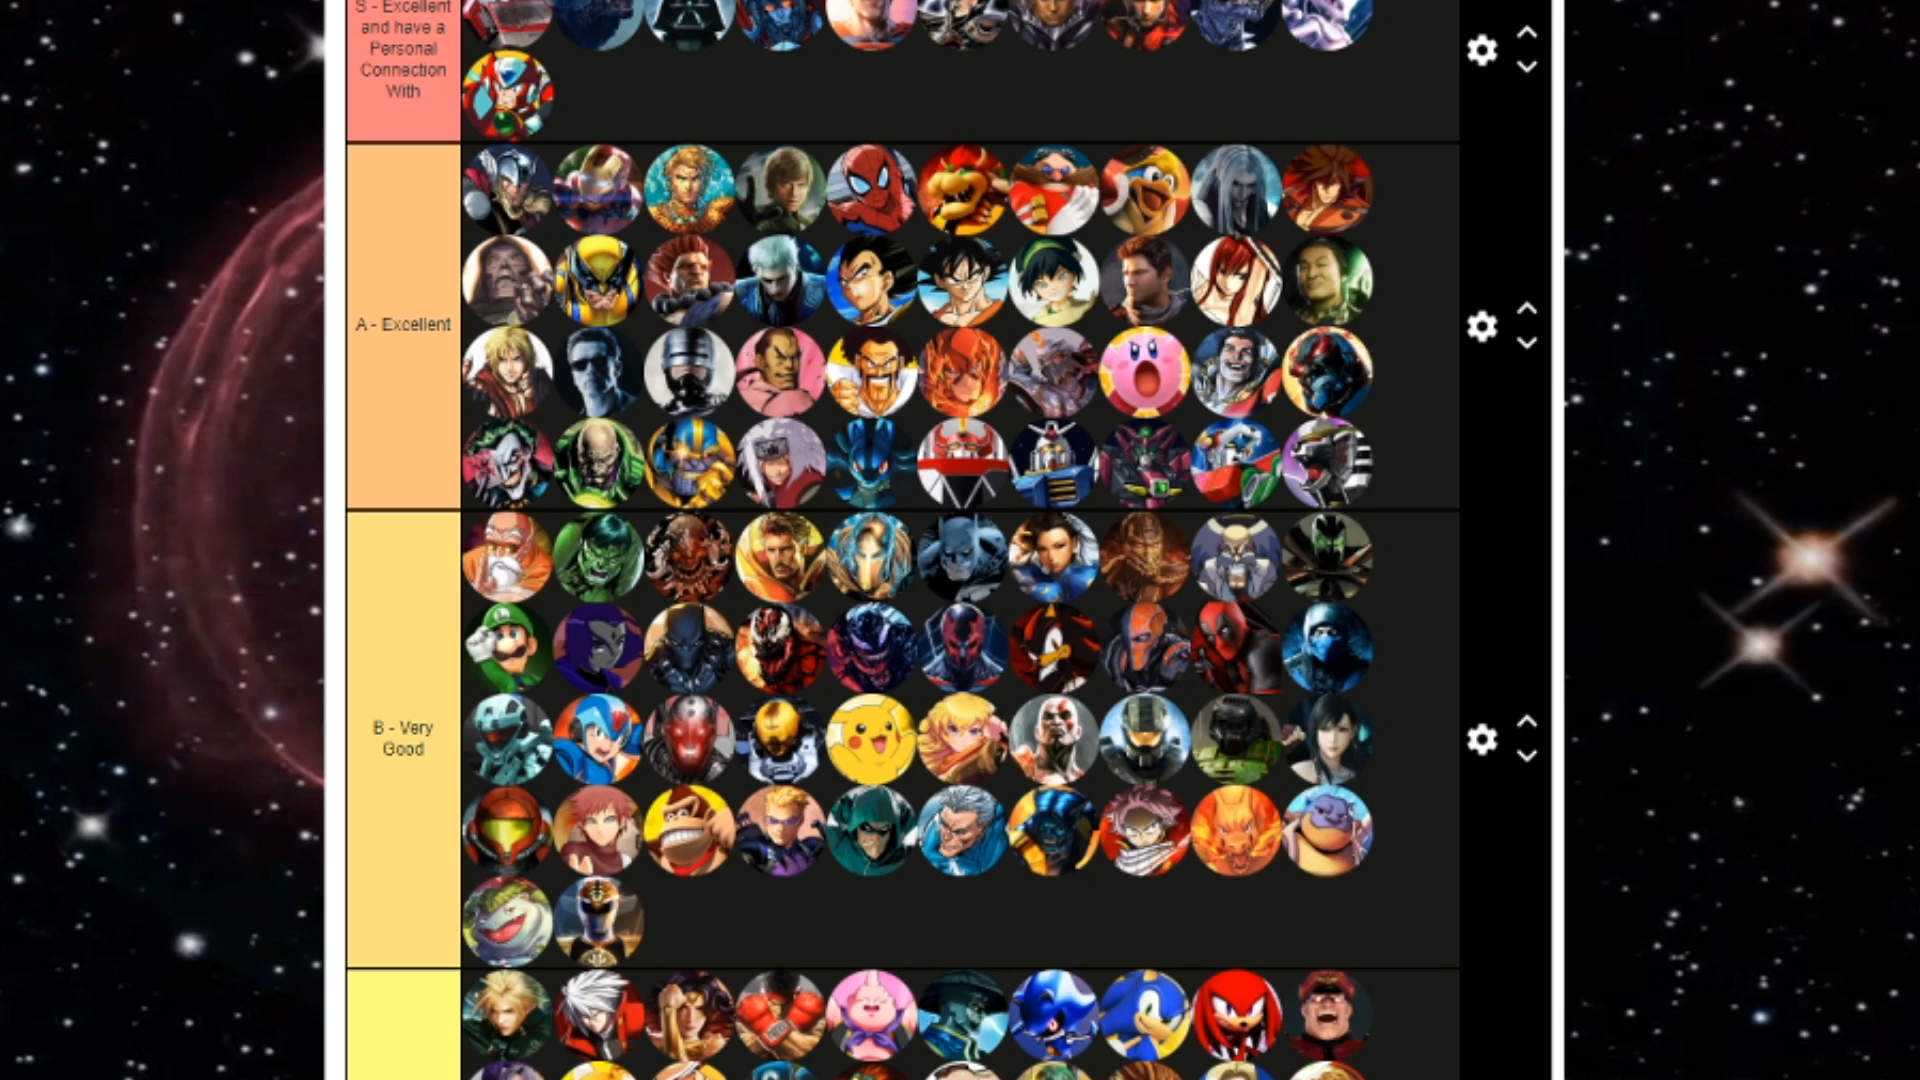 S - Excellent
and have a
Personal
Connection
With
A - Excellent
B - Very
Good